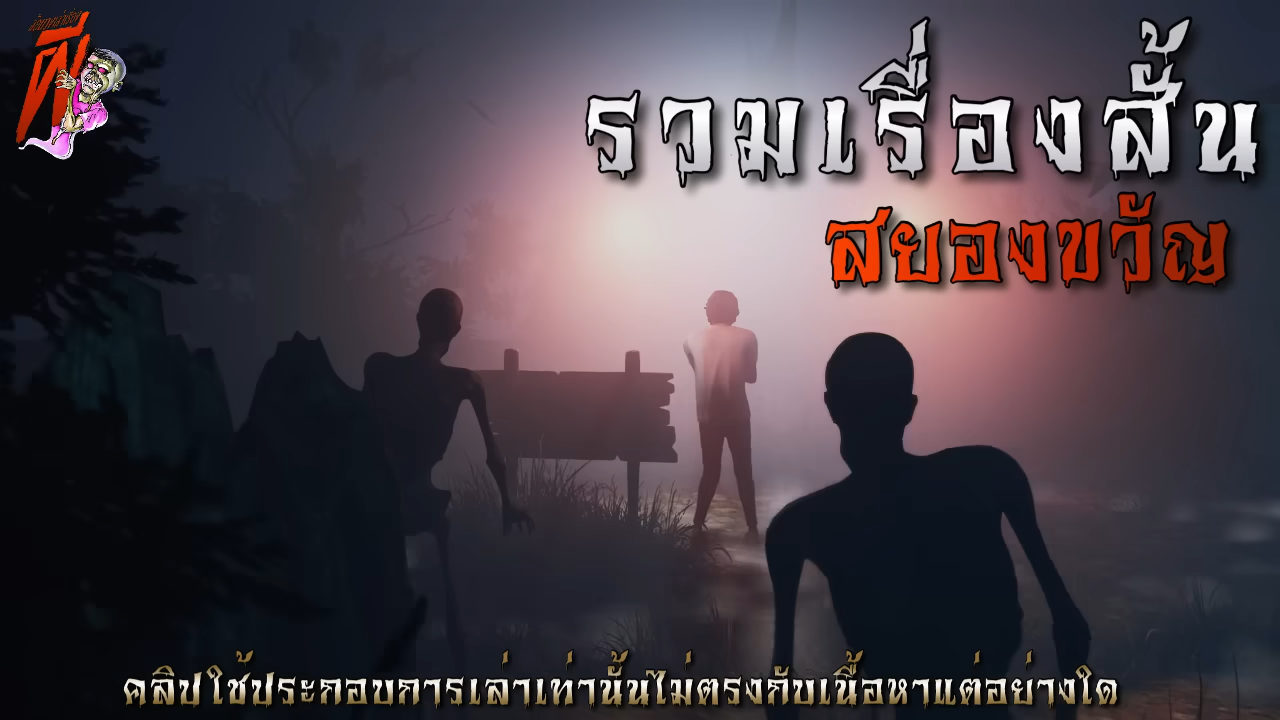 ผี
รวมเรื่องสั้น
สยองขวัญ
คลิปใช้ประกอบการเล่าเท่านั้นไม่ตรงกับเนื้อหาแต่อย่างใด